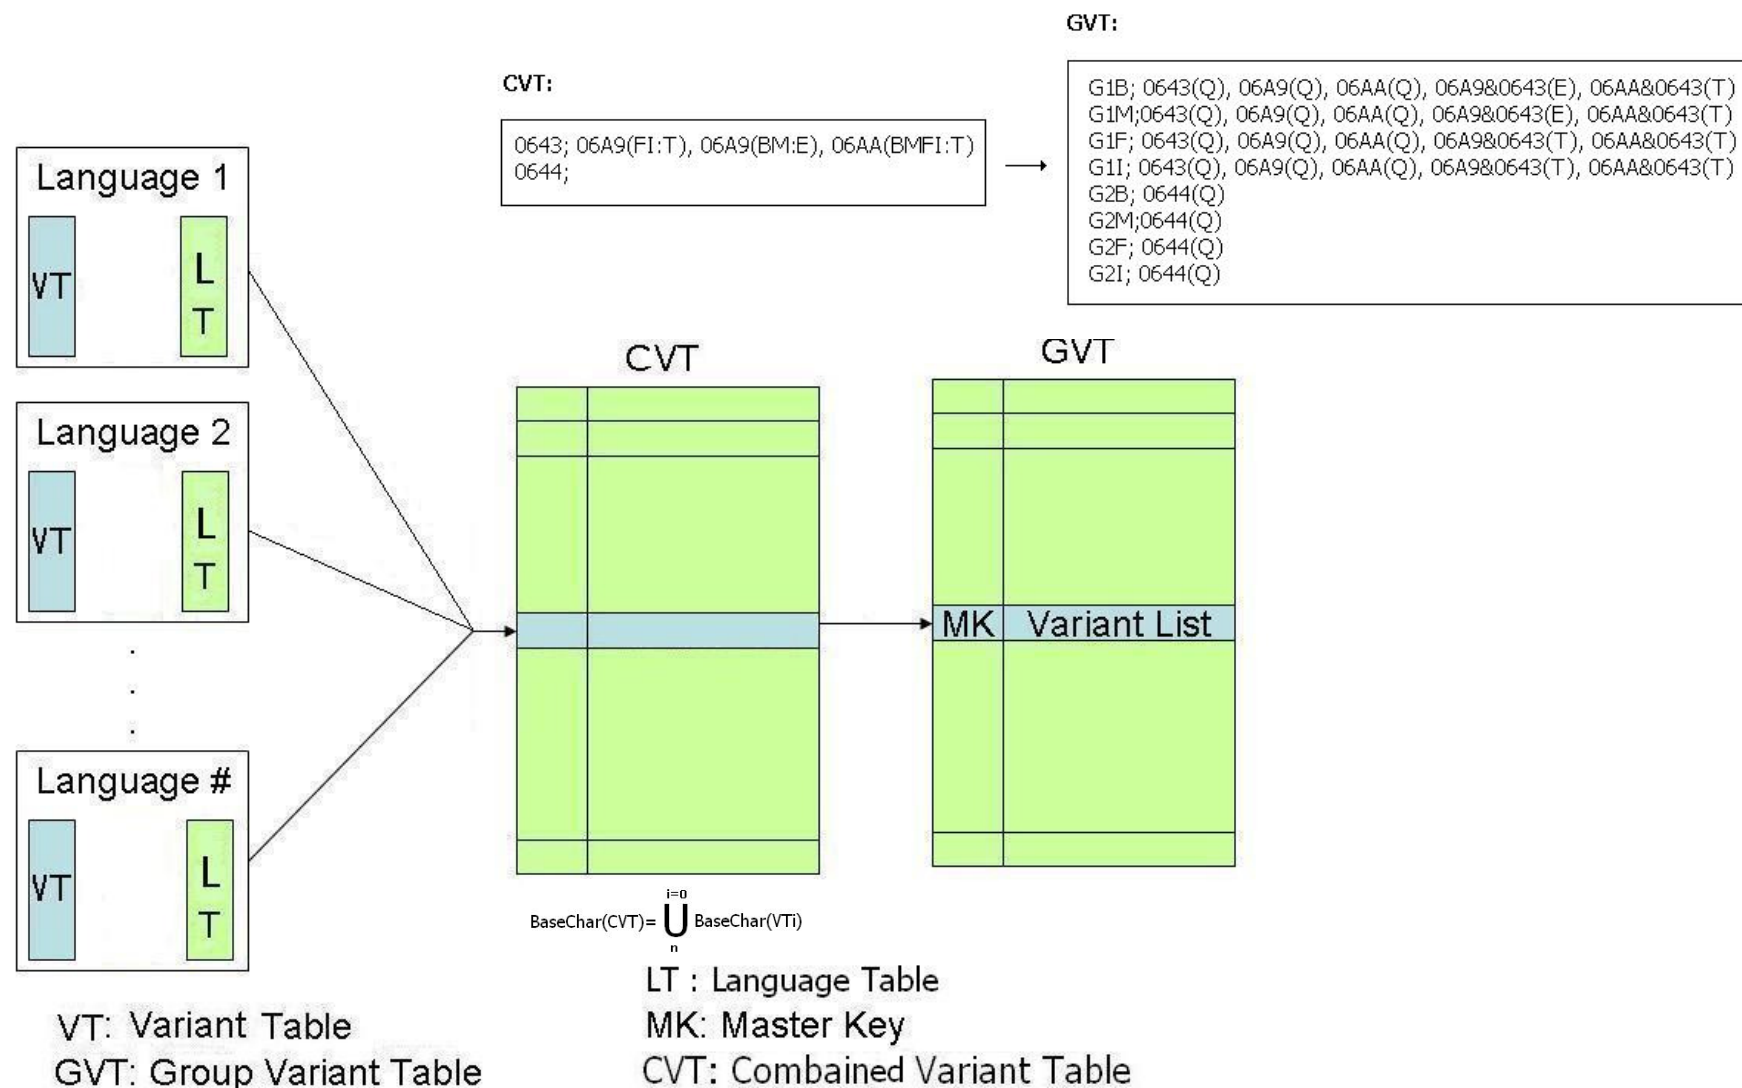 GVT:
G1B; 0643(Q), 06A9(Q), 06AA(Q), 06A9&0643(E), 06AA&0643(T)
G1M;0643(Q), 06A9(Q), 06AA(Q), 06A9&0643(E), 06AA&0643(T)
G1F; 0643(Q), 06A9(Q), 06AA(Q), 06A9&0643(T), 06AA&0643(T)
G1I; 0643(Q), 06A9(Q), 06AA(Q), 06A9&0643(T), 06AA&0643(T)
G2B; 0644(Q)
G2M;0644(Q)
G2F; 0644(Q)
G2I; 0644(Q)
CVT:
0643; 06A9(FI:T), 06A9(BM:E), 06AA(BMFI:T)
0644;
Language 1
VT
L
T
Language 2
VT
L
T
.
.
.
Language #
VT
L
T
CVT
GVT
MK
Variant List
i=0
BaseChar(CVT)= U BaseChar(VTi)
n
LT : Language Table
VT: Variant Table
MK: Master Key
GVT: Group Variant Table
CVT: Combained Variant Table